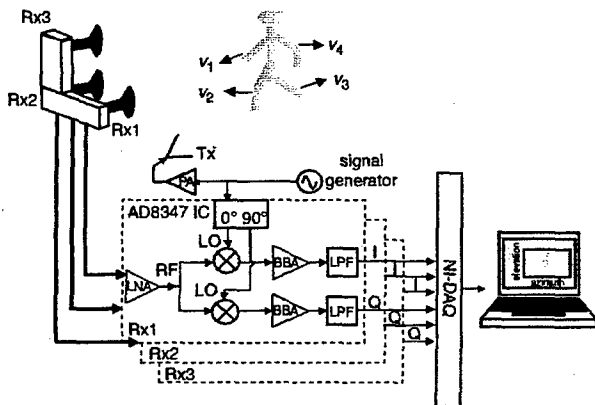 Rx3
v1
v4
v2
v3
Rx2
Rx1
Tx
PA
signal
generator
AD8347 IC
0° 90°
LO
RF
BBA
LPF
I
LNA
I
I
LO
BBA
LPF
Q
Q
Q
Rx1
Rx2
Rx3
NI-DAQ
elevation
azimuth